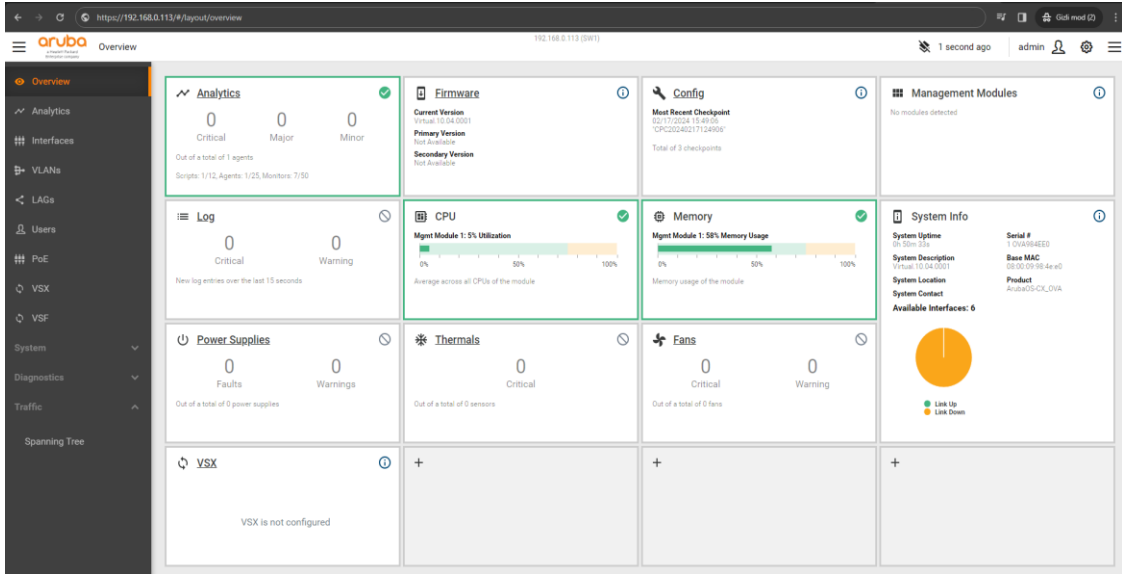 https://192.168.0.113/#/layout/overview
Gizli mod (2)
aruba
a Hewlett Packard
Enterprise company
Overview
192.168.0.113 (SW1)
1 second ago
admin
Overview
Analytics
Interfaces
VLANs
LAGs
Users
PoE
VSX
VSF
System
Diagnostics
Traffic
Spanning Tree
Analytics
0 0 0
Critical Major Minor
Out of a total of 1 agents
Scripts: 1/12, Agents: 1/25, Monitors: 7/50
Firmware
Current Version
Virtual.10.04.0001
Primary Version
Not Available
Secondary Version
Not Available
Config
Most Recent Checkpoint
02/17/2024 15:49:06
'CPC20240217124906'
Total of 3 checkpoints
Management Modules
No modules detected
Log
0 0
Critical Warning
New log entries over the last 15 seconds
CPU
Mgmt Module 1: 5% Utilization
0% 50% 100%
Average across all CPUs of the module
Memory
Mgmt Module 1: 58% Memory Usage
0% 50% 100%
Memory usage of the module
System Info
System Uptime Serial #
0h 50m 33s 1 OVA984EE0
System Description Base MAC
Virtual.10.04.0001 08:00:09:98:4e:e0
System Location Product
System Contact ArubaOS-CX_OVA
Available Interfaces: 6
Link Up
Link Down
Power Supplies
0 0
Faults Warnings
Out of a total of 0 power supplies
Thermals
0
Critical
Out of a total of 0 sensors
Fans
0 0
Critical Warning
Out of a total of 0 fans
VSX
VSX is not configured
+ + +